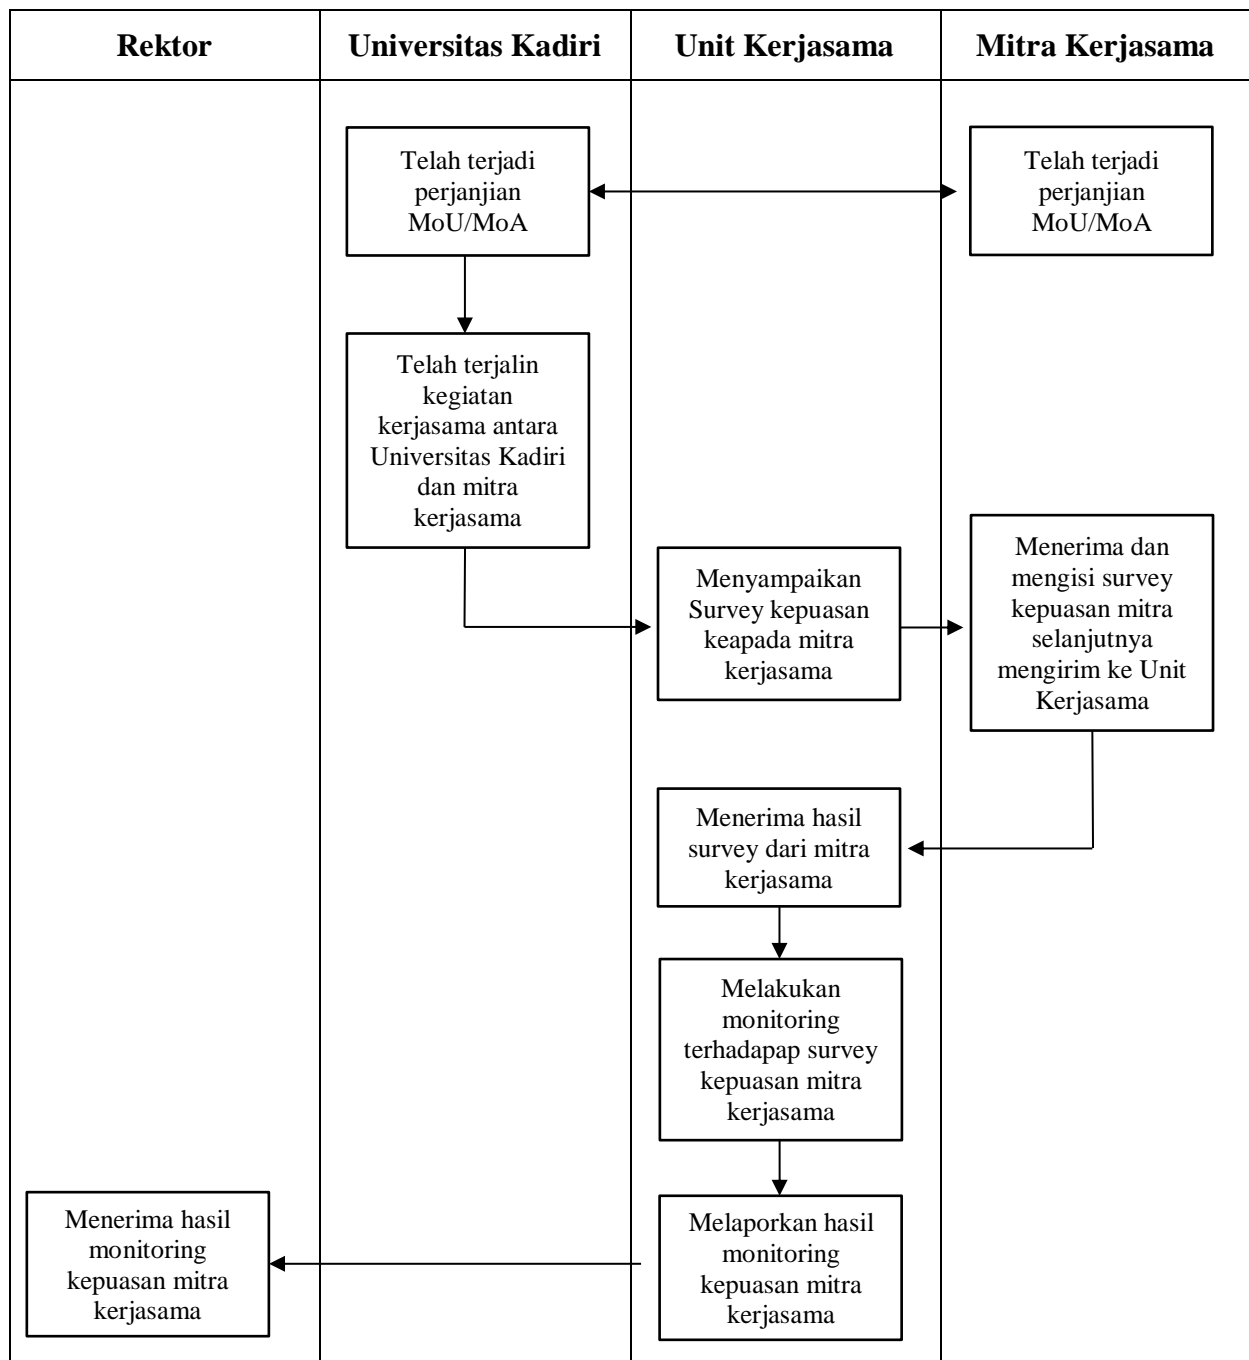 Rektor
Universitas Kadiri
Unit Kerjasama
Mitra Kerjasama
Telah terjadi
perjanjian
MoU/MoA
Telah terjadi
perjanjian
MoU/MoA
Telah terjalin
kegiatan
kerjasama antara
Universitas Kadiri
dan mitra
kerjasama
Menyampaikan
Survey kepuasan
keapada mitra
kerjasama
Menerima dan
mengisi survey
kepuasan mitra
selanjutnya
mengirim ke Unit
Kerjasama
Menerima hasil
survey dari mitra
kerjasama
Melakukan
monitoring
terhadapap survey
kepuasan mitra
kerjasama
Melaporkan hasil
monitoring
kepuasan mitra
kerjasama
Menerima hasil
monitoring
kepuasan mitra
kerjasama